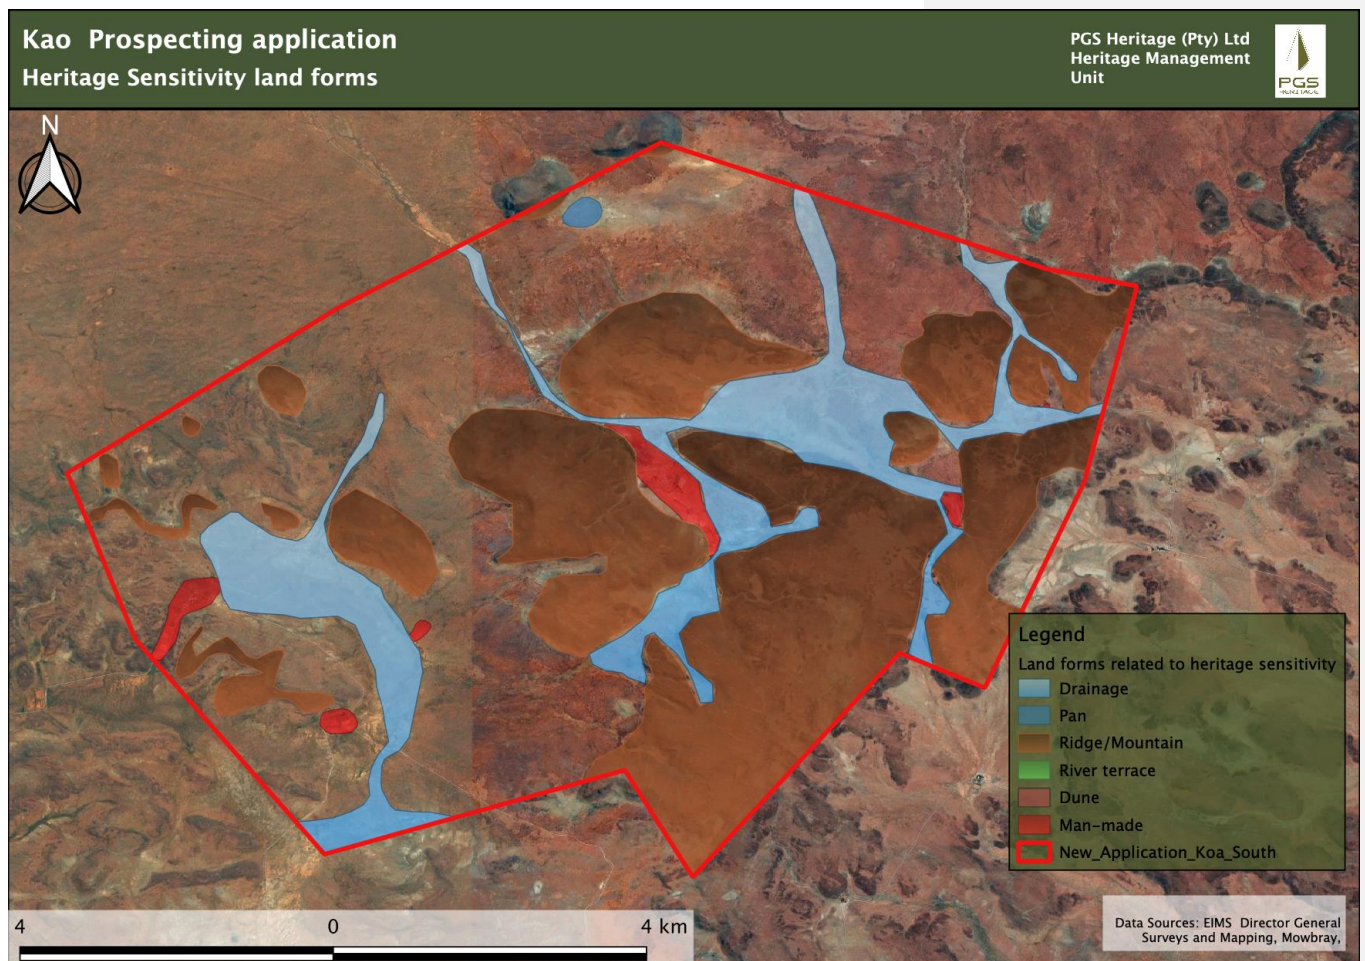 Kao  Prospecting application
Heritage Sensitivity land forms
PGS Heritage (Pty) Ltd
Heritage Management
Unit
PGS
HERITAGE
N
Legend
Land forms related to heritage sensitivity
Drainage
Pan
Ridge/Mountain
River terrace
Dune
Man-made
New_Application_Koa_South
4 0 4 km
Data Sources: EIMS  Director General
Surveys and Mapping, Mowbray,